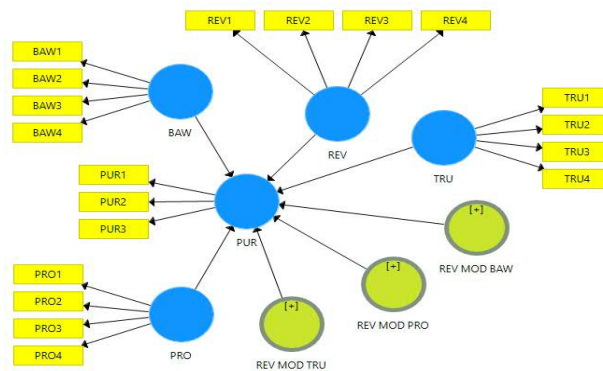 REV1
REV2
REV3
REV4
BAW1
BAW2
BAW3
BAW4
BAW
REV
TRU1
TRU2
TRU3
TRU4
TRU
PUR1
PUR2
PUR3
PUR
[+]
REV MOD BAW
[+]
REV MOD PRO
[+]
REV MOD TRU
PRO1
PRO2
PRO3
PRO4
PRO